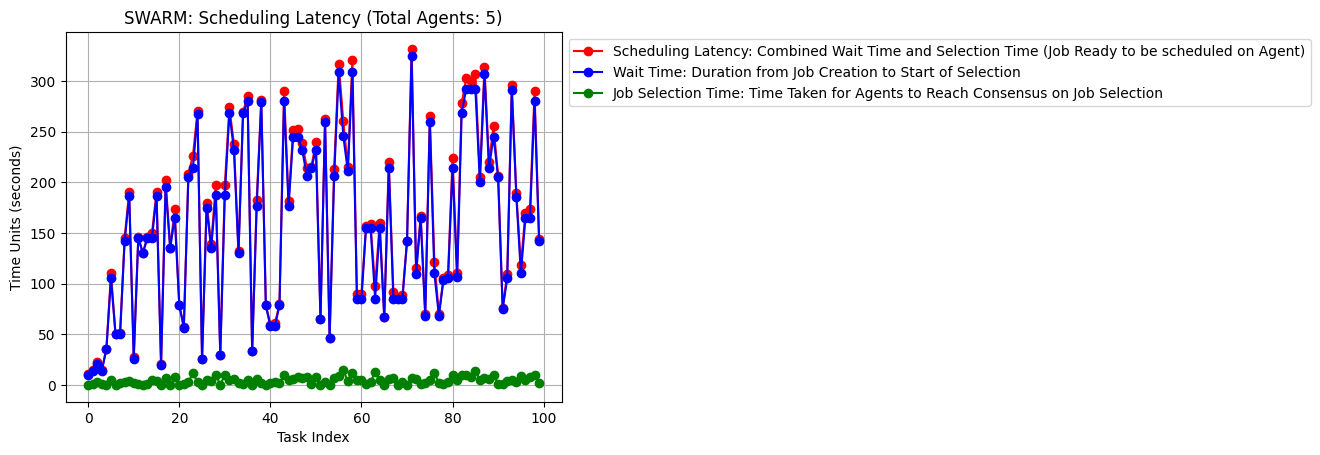 SWARM: Scheduling Latency (Total Agents: 5)
Scheduling Latency: Combined Wait Time and Selection Time (Job Ready to be scheduled on Agent)
Wait Time: Duration from Job Creation to Start of Selection
Job Selection Time: Time Taken for Agents to Reach Consensus on Job Selection
Time Units (seconds)
300
250
200
150
100
50
0
0 20 40 60 80 100
Task Index